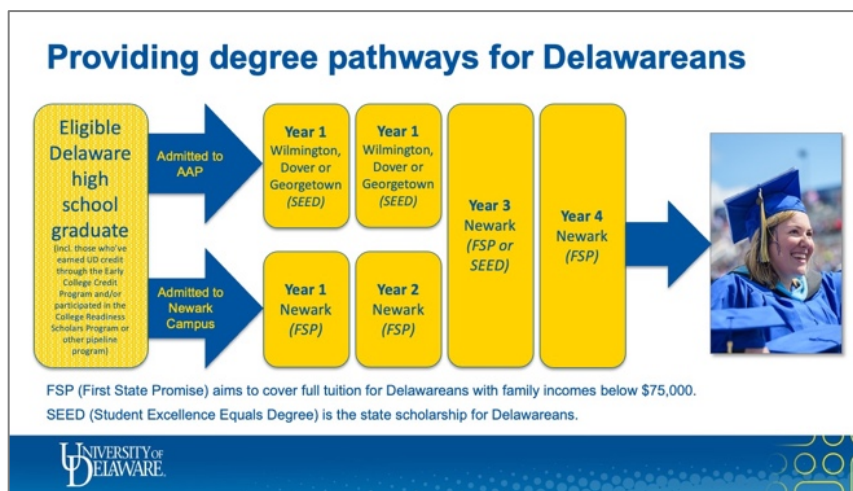 Providing degree pathways for Delawareans
Eligible
Delaware
high
school
graduate
(Incl. those who've
earned UD credit
through the Early
College Credit
Program and/or
participated in the
College Readiness
Scholars Program or
other pipeline
program)
Admitted to
AAP
Year 1
Wilmington,
Dover or
Georgetown
(SEED)
Year 1
Wilmington,
Dover or
Georgetown
(SEED)
Admitted to
Newark
Campus
Year 1
Newark
(FSP)
Year 2
Newark
(FSP)
Year 3
Newark
(FSP or
SEED)
Year 4
Newark
(FSP)
FSP (First State Promise) aims to cover full tuition for Delawareans with family incomes below $75,000.
SEED (Student Excellence Equals Degree) is the state scholarship for Delawareans.
UNIVERSITY OF
DELAWARE.